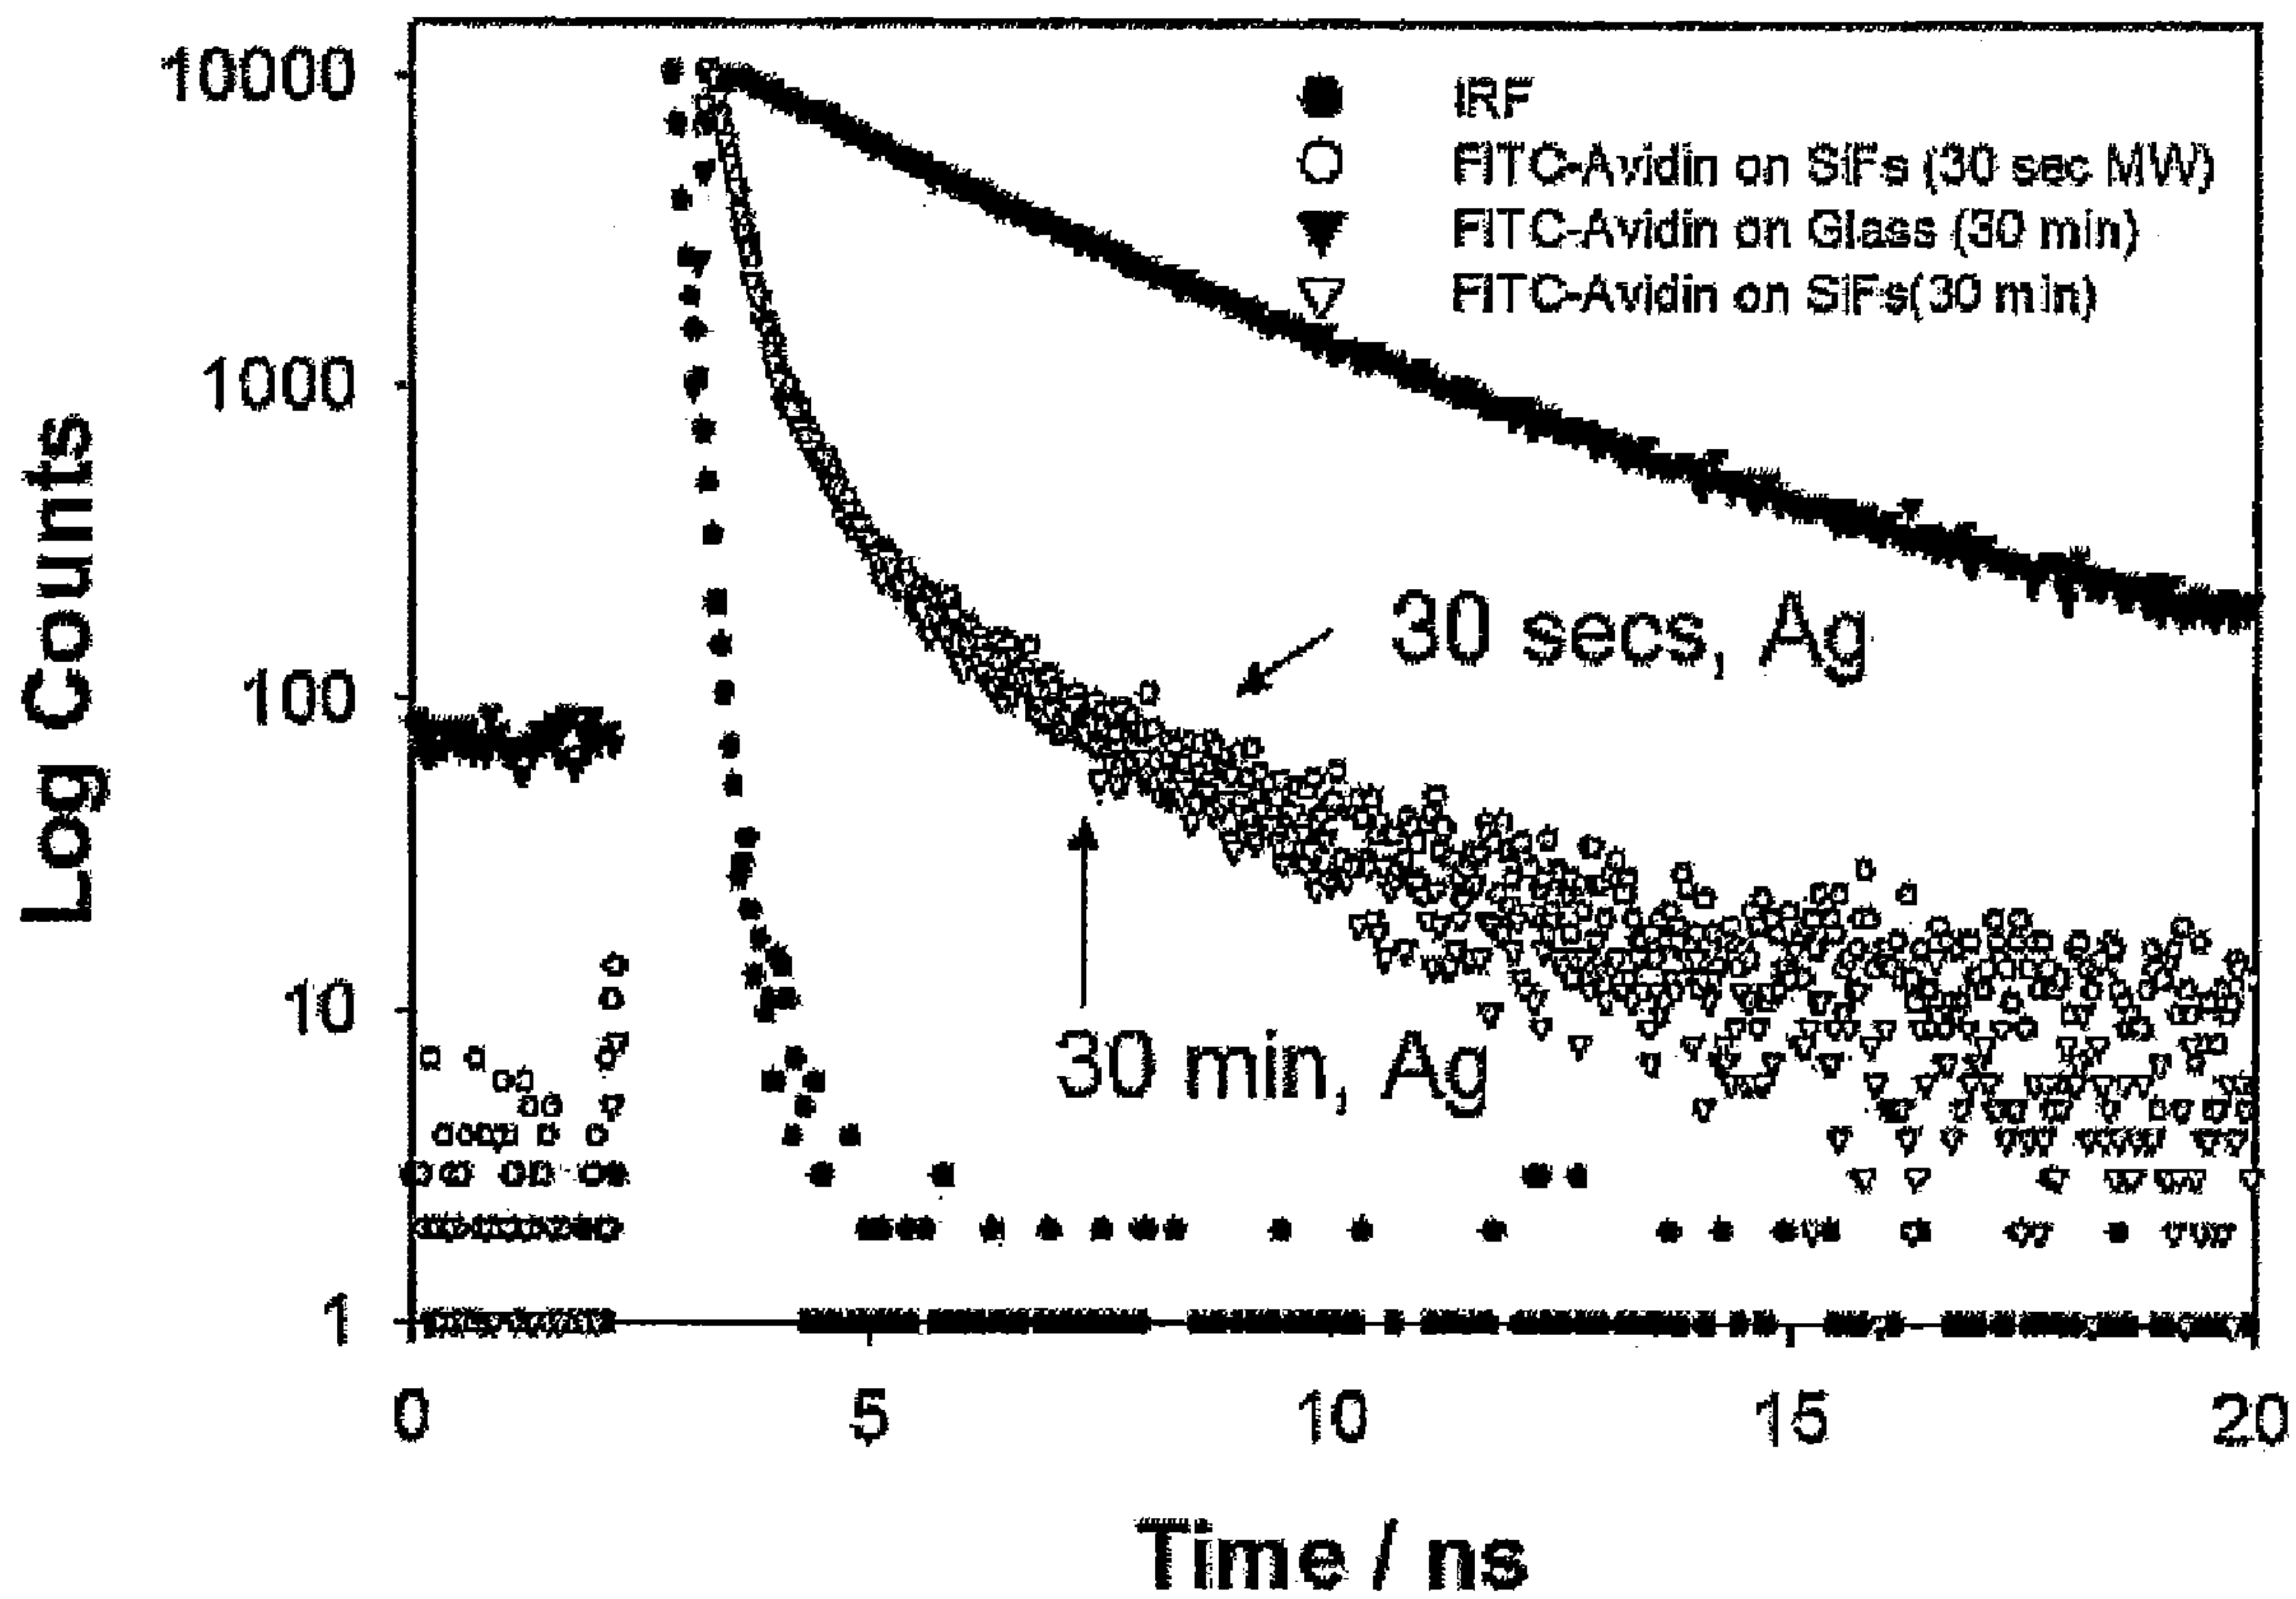 10000
1000
100
10
1
Log Counts
IRF
FITC-Avidin on SiFs (30 sec MW)
FITC-Avidin on Glass (30 min)
FITC-Avidin on SiFs(30 min)
30 secs, Ag
30 min, Ag
0 5 10 15 20
Time / ns